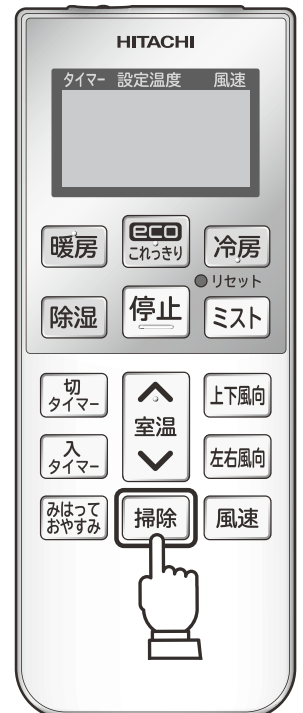 HITACHI
タイマー 設定温度 風速
暖房
eco
これっきり
冷房
リセット
除湿
停止
ミスト
切
タイマー
室温
上下風向
入
タイマー
左右風向
みはって
おやすみ
掃除
風速